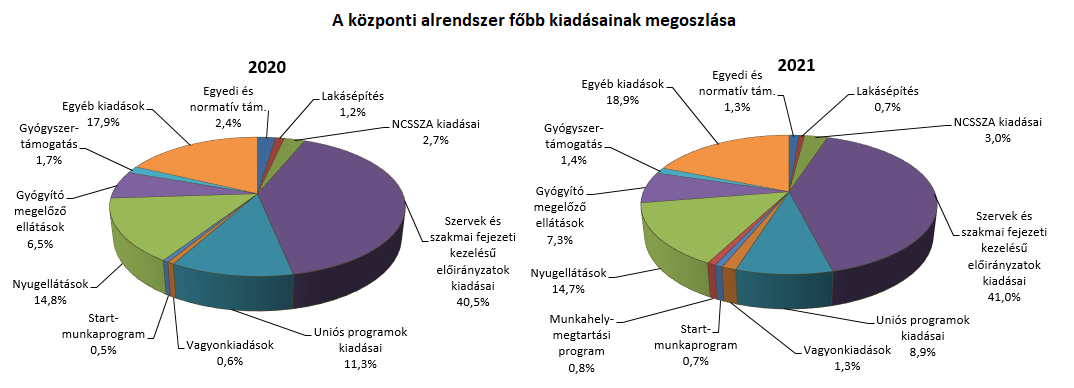 A központi alrendszer főbb kiadásainak megoszlása
2020
Egyedi és
normatív tám.
2,4%
Lakásépítés
1,2%
NCSSZA kiadásai
2,7%
Szervek és
szakmai fejezeti
kezelésű
előirányzatok
kiadásai
40,5%
Uniós programok
kiadásai
11,3%
Vagyonkiadások
0,6%
Start-
munkaprogram
0,5%
Nyugellátások
14,8%
Gyógyító
megelőző
ellátások
6,5%
Gyógyszer-
támogatás
1,7%
Egyéb kiadások
17,9%
2021
Egyedi és
normatív tám.
1,3%
Lakásépítés
0,7%
NCSSZA kiadásai
3,0%
Szervek és
szakmai fejezeti
kezelésű
előirányzatok
kiadásai
41,0%
Uniós programok
kiadásai
8,9%
Vagyonkiadások
1,3%
Start-
munkaprogram
0,7%
Munkahely-
megtartási
program
0,8%
Nyugellátások
14,7%
Gyógyító
megelőző
ellátások
7,3%
Gyógyszer-
támogatás
1,4%
Egyéb kiadások
18,9%